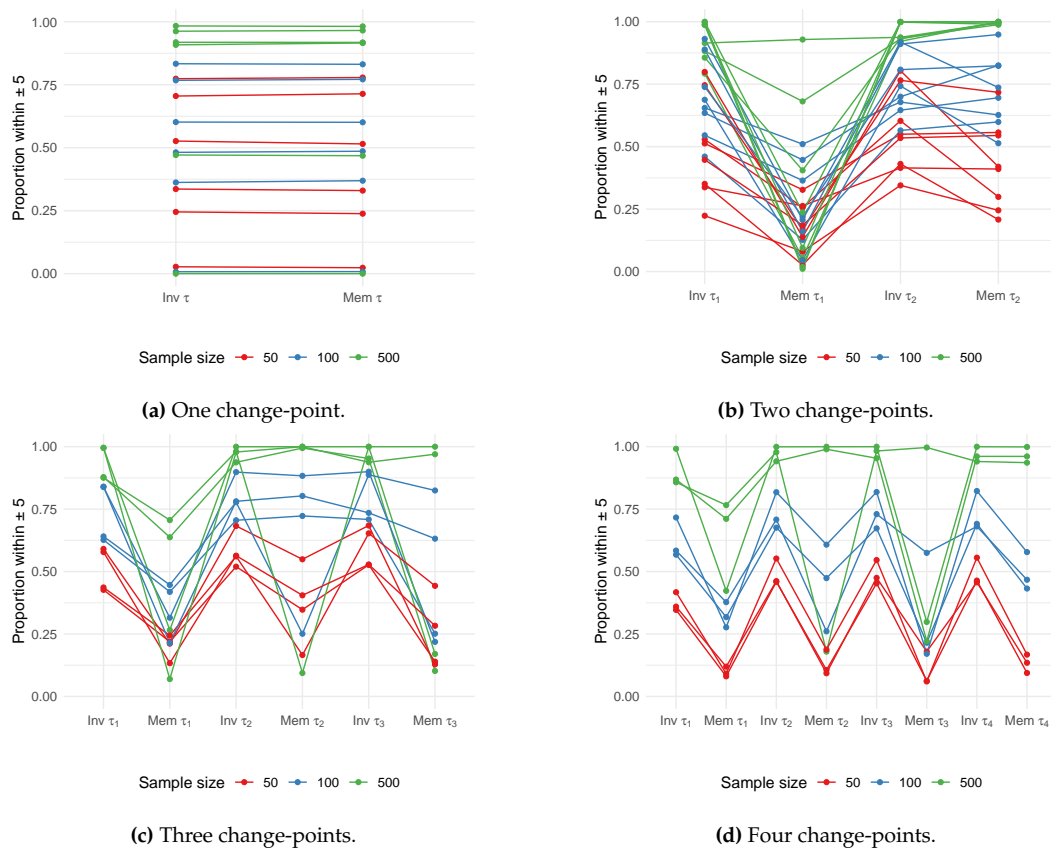 Proportion within ± 5
1.00
0.75
0.50
0.25
0.00
Inv τ Mem τ
Sample size 50 100 500
(a) One change-point.
Proportion within ± 5
1.00
0.75
0.50
0.25
0.00
Inv τ1 Mem τ1 Inv τ2 Mem τ2
Sample size 50 100 500
(b) Two change-points.
Proportion within ± 5
1.00
0.75
0.50
0.25
0.00
Inv τ1 Mem τ1 Inv τ2 Mem τ2 Inv τ3 Mem τ3
Sample size 50 100 500
(c) Three change-points.
Proportion within ± 5
1.00
0.75
0.50
0.25
0.00
Inv τ1 Mem τ1 Inv τ2 Mem τ2 Inv τ3 Mem τ3 Inv τ4 Mem τ4
Sample size 50 100 500
(d) Four change-points.